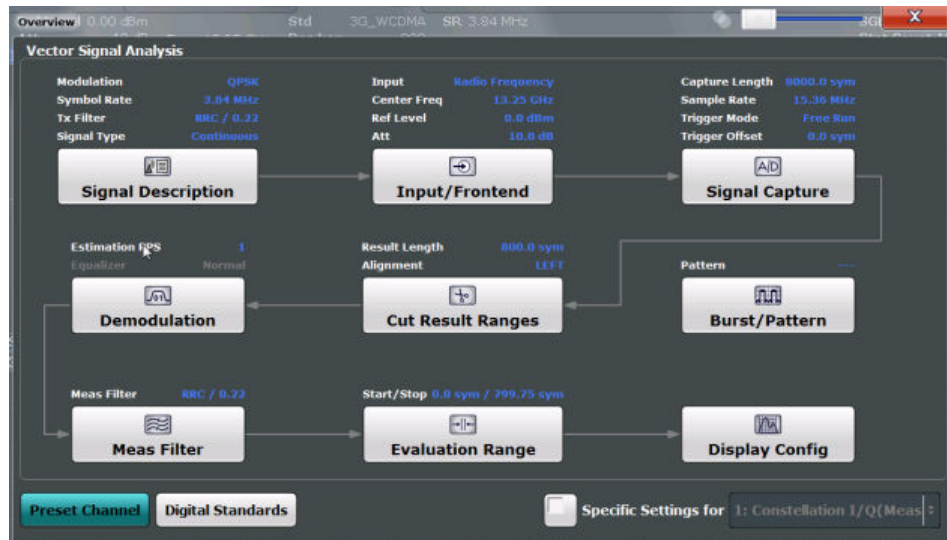 Overview 0.00 dBm Std 3G_WCDMA SR 3.84 MHz
Vector Signal Analysis
Modulation QPSK
Symbol Rate 3.84 MHz
Tx Filter RRC / 0.22
Signal Type Continuous
Signal Description
Input Radio Frequency
Center Freq 13.25 GHz
Ref Level 0.0 dBm
Att 10.0 dB
Input/Frontend
Capture Length 8000.0 sym
Sample Rate 15.36 MHz
Trigger Mode Free Run
Trigger Offset 0.0 sym
A/D
Signal Capture
Estimation PPS 1
Equalizer Normal
Demodulation
Result Length 800.0 sym
Alignment LEFT
Cut Result Ranges
Pattern ---
Burst/Pattern
Meas Filter RRC / 0.22
Meas Filter
Start/Stop 0.0 sym / 799.75 sym
Evaluation Range
Display Config
Preset Channel Digital Standards Specific Settings for 1: Constellation I/Q(Meas